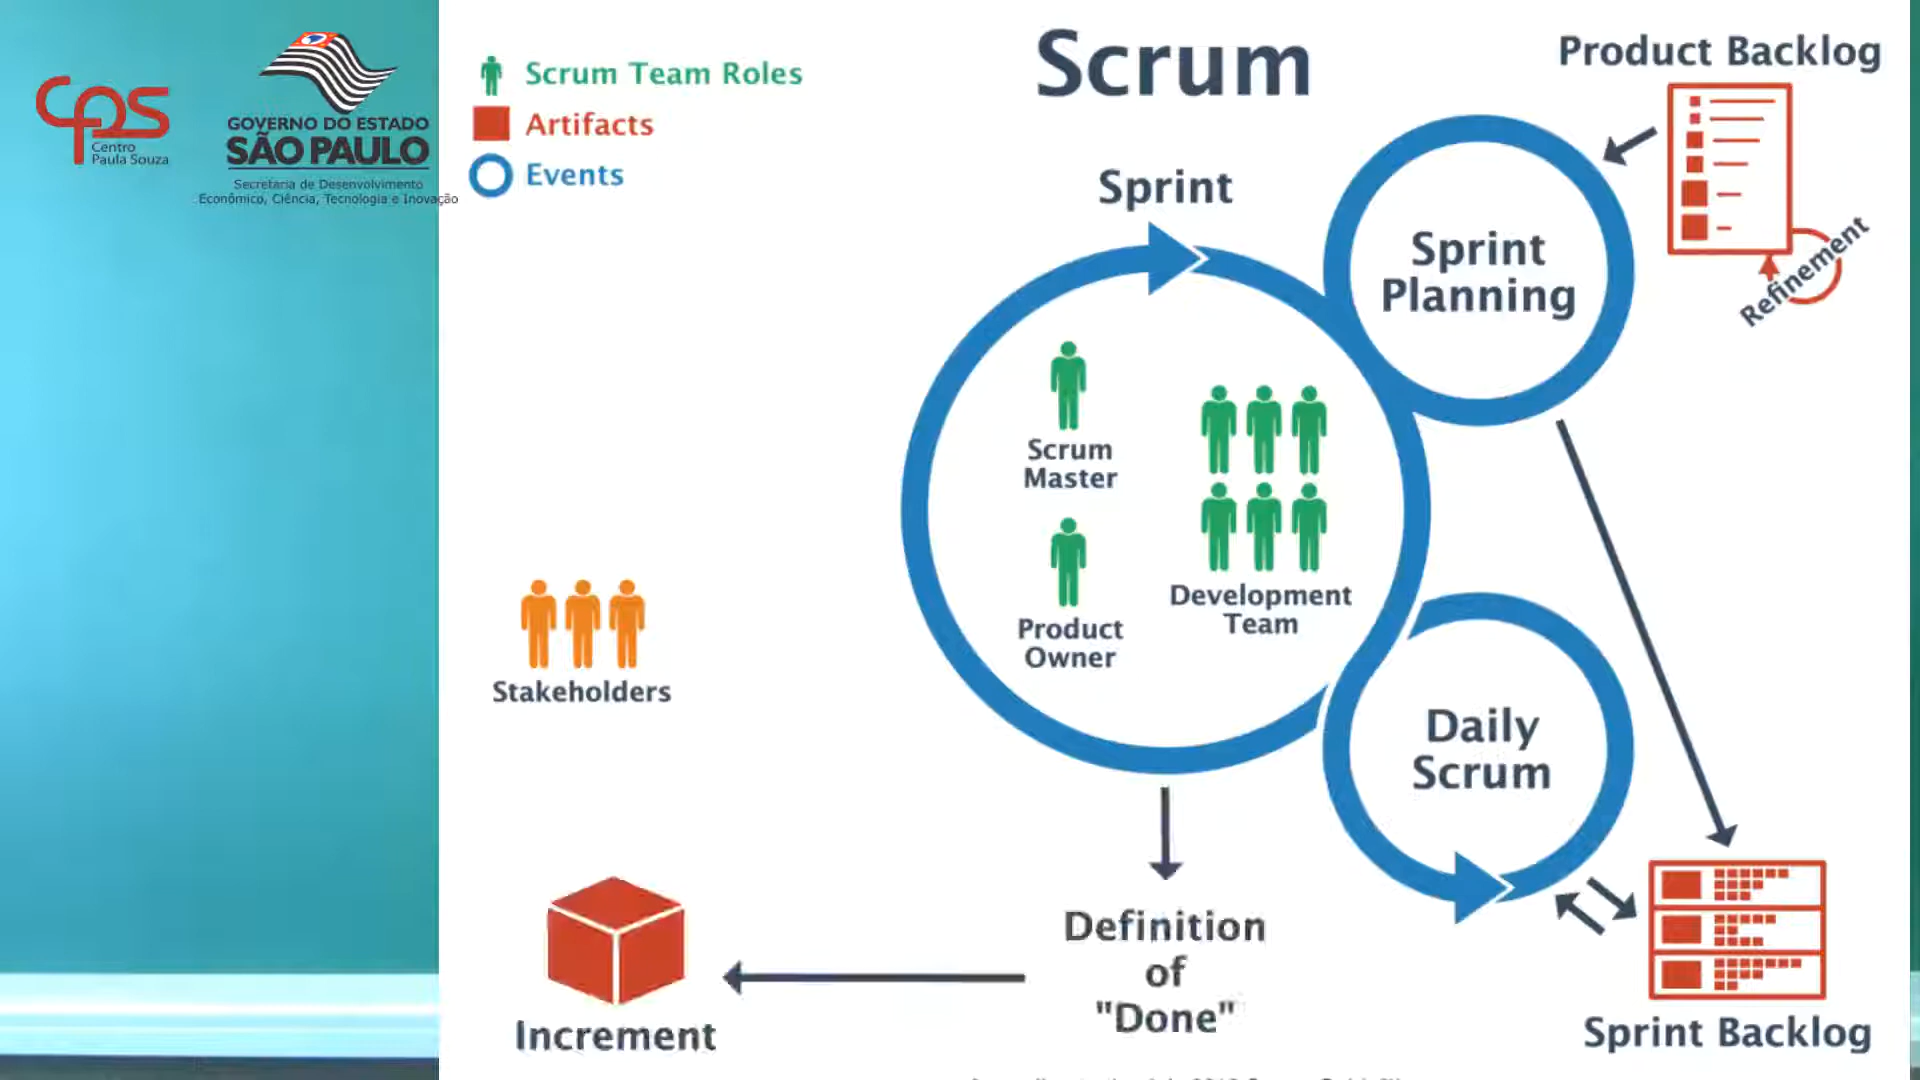 cps
Centro
Paula Souza
GOVERNO DO ESTADO
SÃO PAULO
Secretaria de Desenvolvimento
Econômico, Ciência, Tecnologia e Inovação
Scrum Team Roles
Artifacts
Events
Scrum
Product Backlog
Refinement
Sprint
Sprint
Planning
Scrum
Master
Product
Owner
Development
Team
Stakeholders
Daily
Scrum
Definition
of
"Done"
Increment
Sprint Backlog